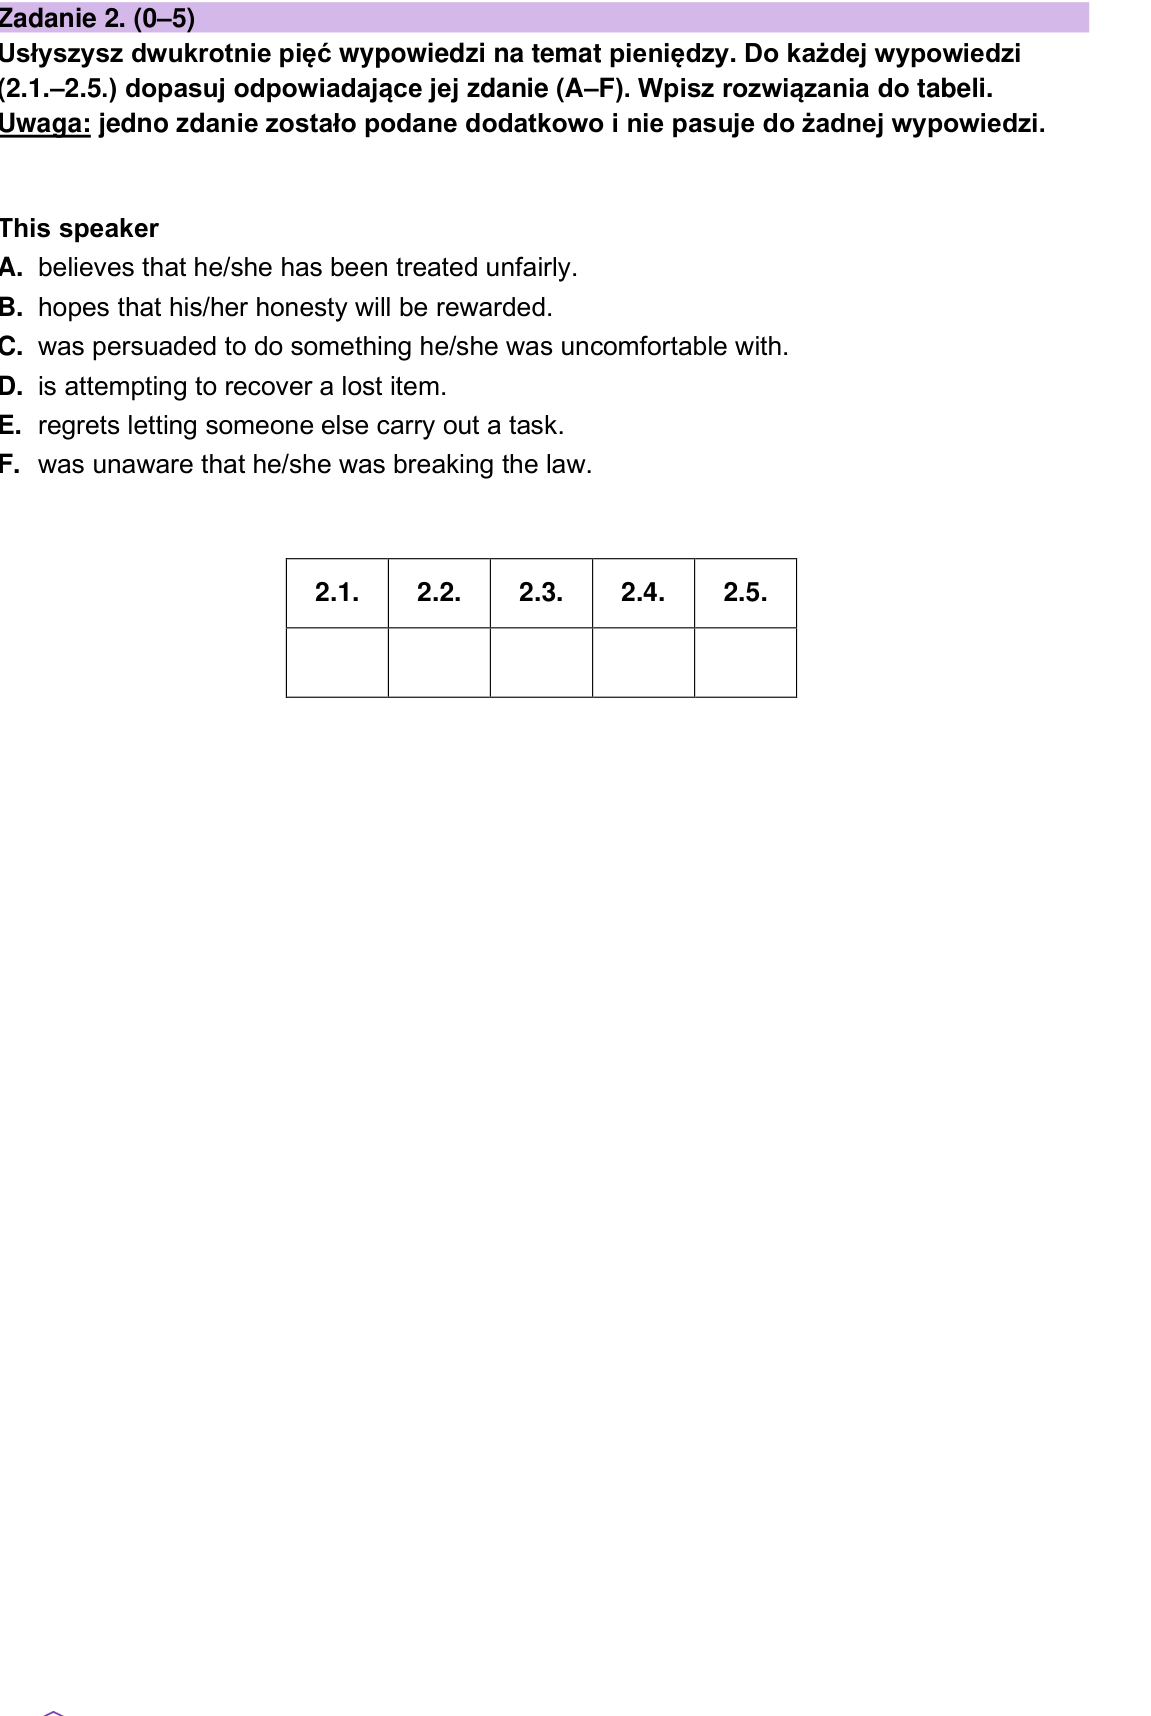 Zadanie 2. (0–5)
Usłyszysz dwukrotnie pięć wypowiedzi na temat pieniędzy. Do każdej wypowiedzi
(2.1.–2.5.) dopasuj odpowiadające jej zdanie (A–F). Wpisz rozwiązania do tabeli.
Uwaga: jedno zdanie zostało podane dodatkowo i nie pasuje do żadnej wypowiedzi.
This speaker
A. believes that he/she has been treated unfairly.
B. hopes that his/her honesty will be rewarded.
C. was persuaded to do something he/she was uncomfortable with.
D. is attempting to recover a lost item.
E. regrets letting someone else carry out a task.
F. was unaware that he/she was breaking the law.
2.1. 2.2. 2.3. 2.4. 2.5.